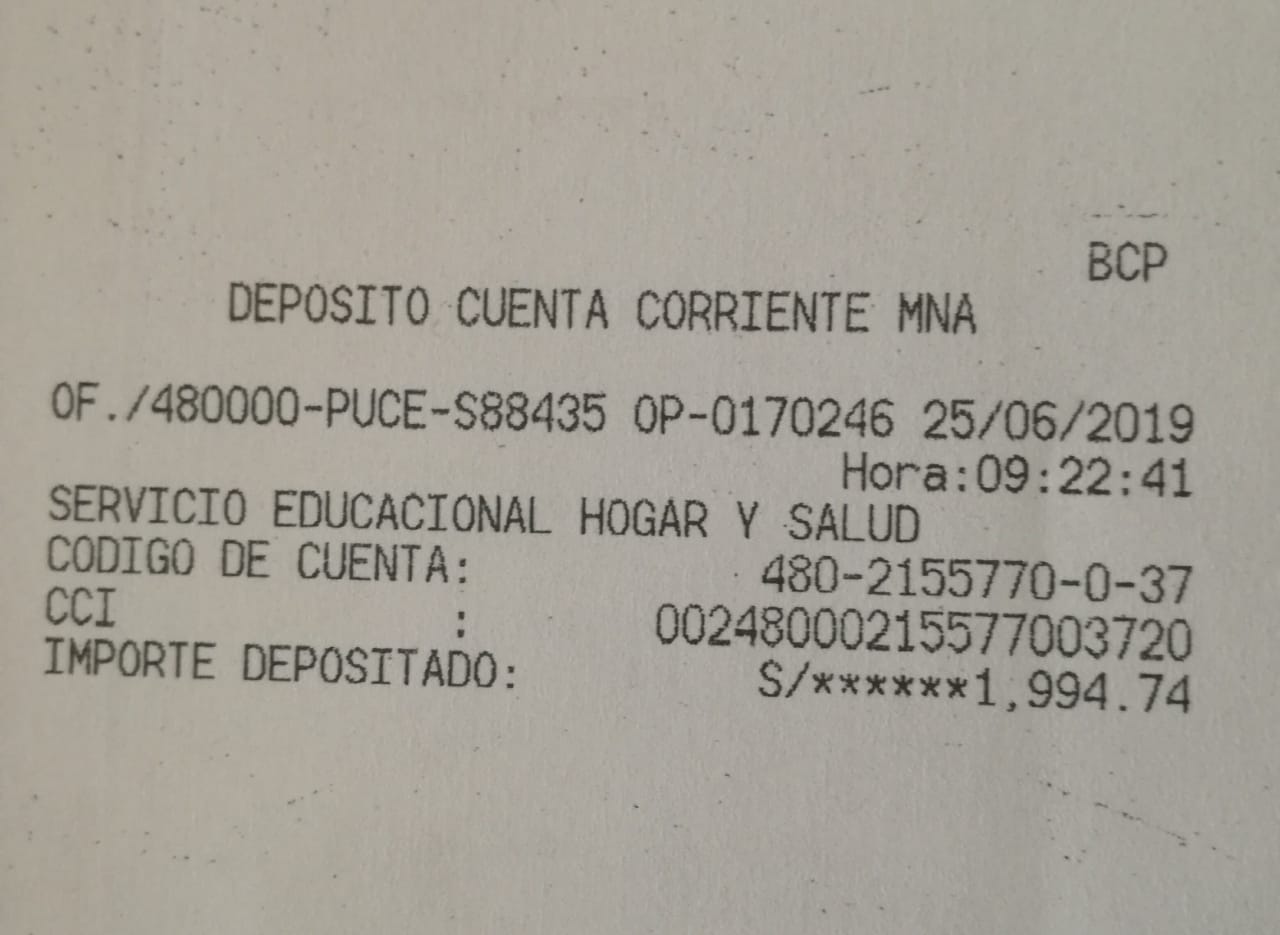 BCP
DEPOSITO CUENTA CORRIENTE MNA
OF./480000-PUCE-S88435 OP-0170246 25/06/2019
Hora:09:22:41
SERVICIO EDUCACIONAL HOGAR Y SALUD
CODIGO DE CUENTA: 480-2155770-0-37
CCI : 00248000215577003720
IMPORTE DEPOSITADO: S/******1,994.74